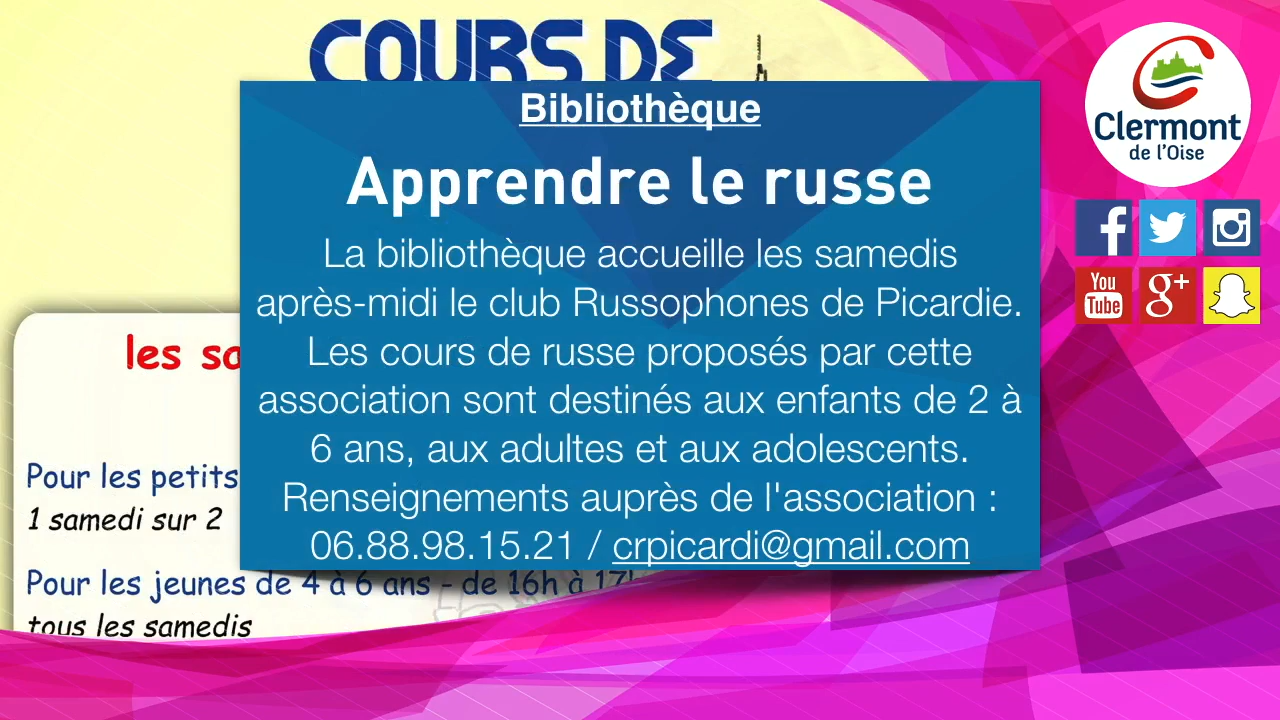 COURS DE
Bibliothèque
Apprendre le russe
La bibliothèque accueille les samedis
après-midi le club Russophones de Picardie.
Les cours de russe proposés par cette
association sont destinés aux enfants de 2 à
6 ans, aux adultes et aux adolescents.
Renseignements auprès de l'association :
06.88.98.15.21 / crpicardi@gmail.com
les
Pour les petits
1 samedi sur 2
Pour les jeunes de 4 à 6 ans - de 16h à
tous les samedis
Clermont
de l'Oise
You
Tube
g+